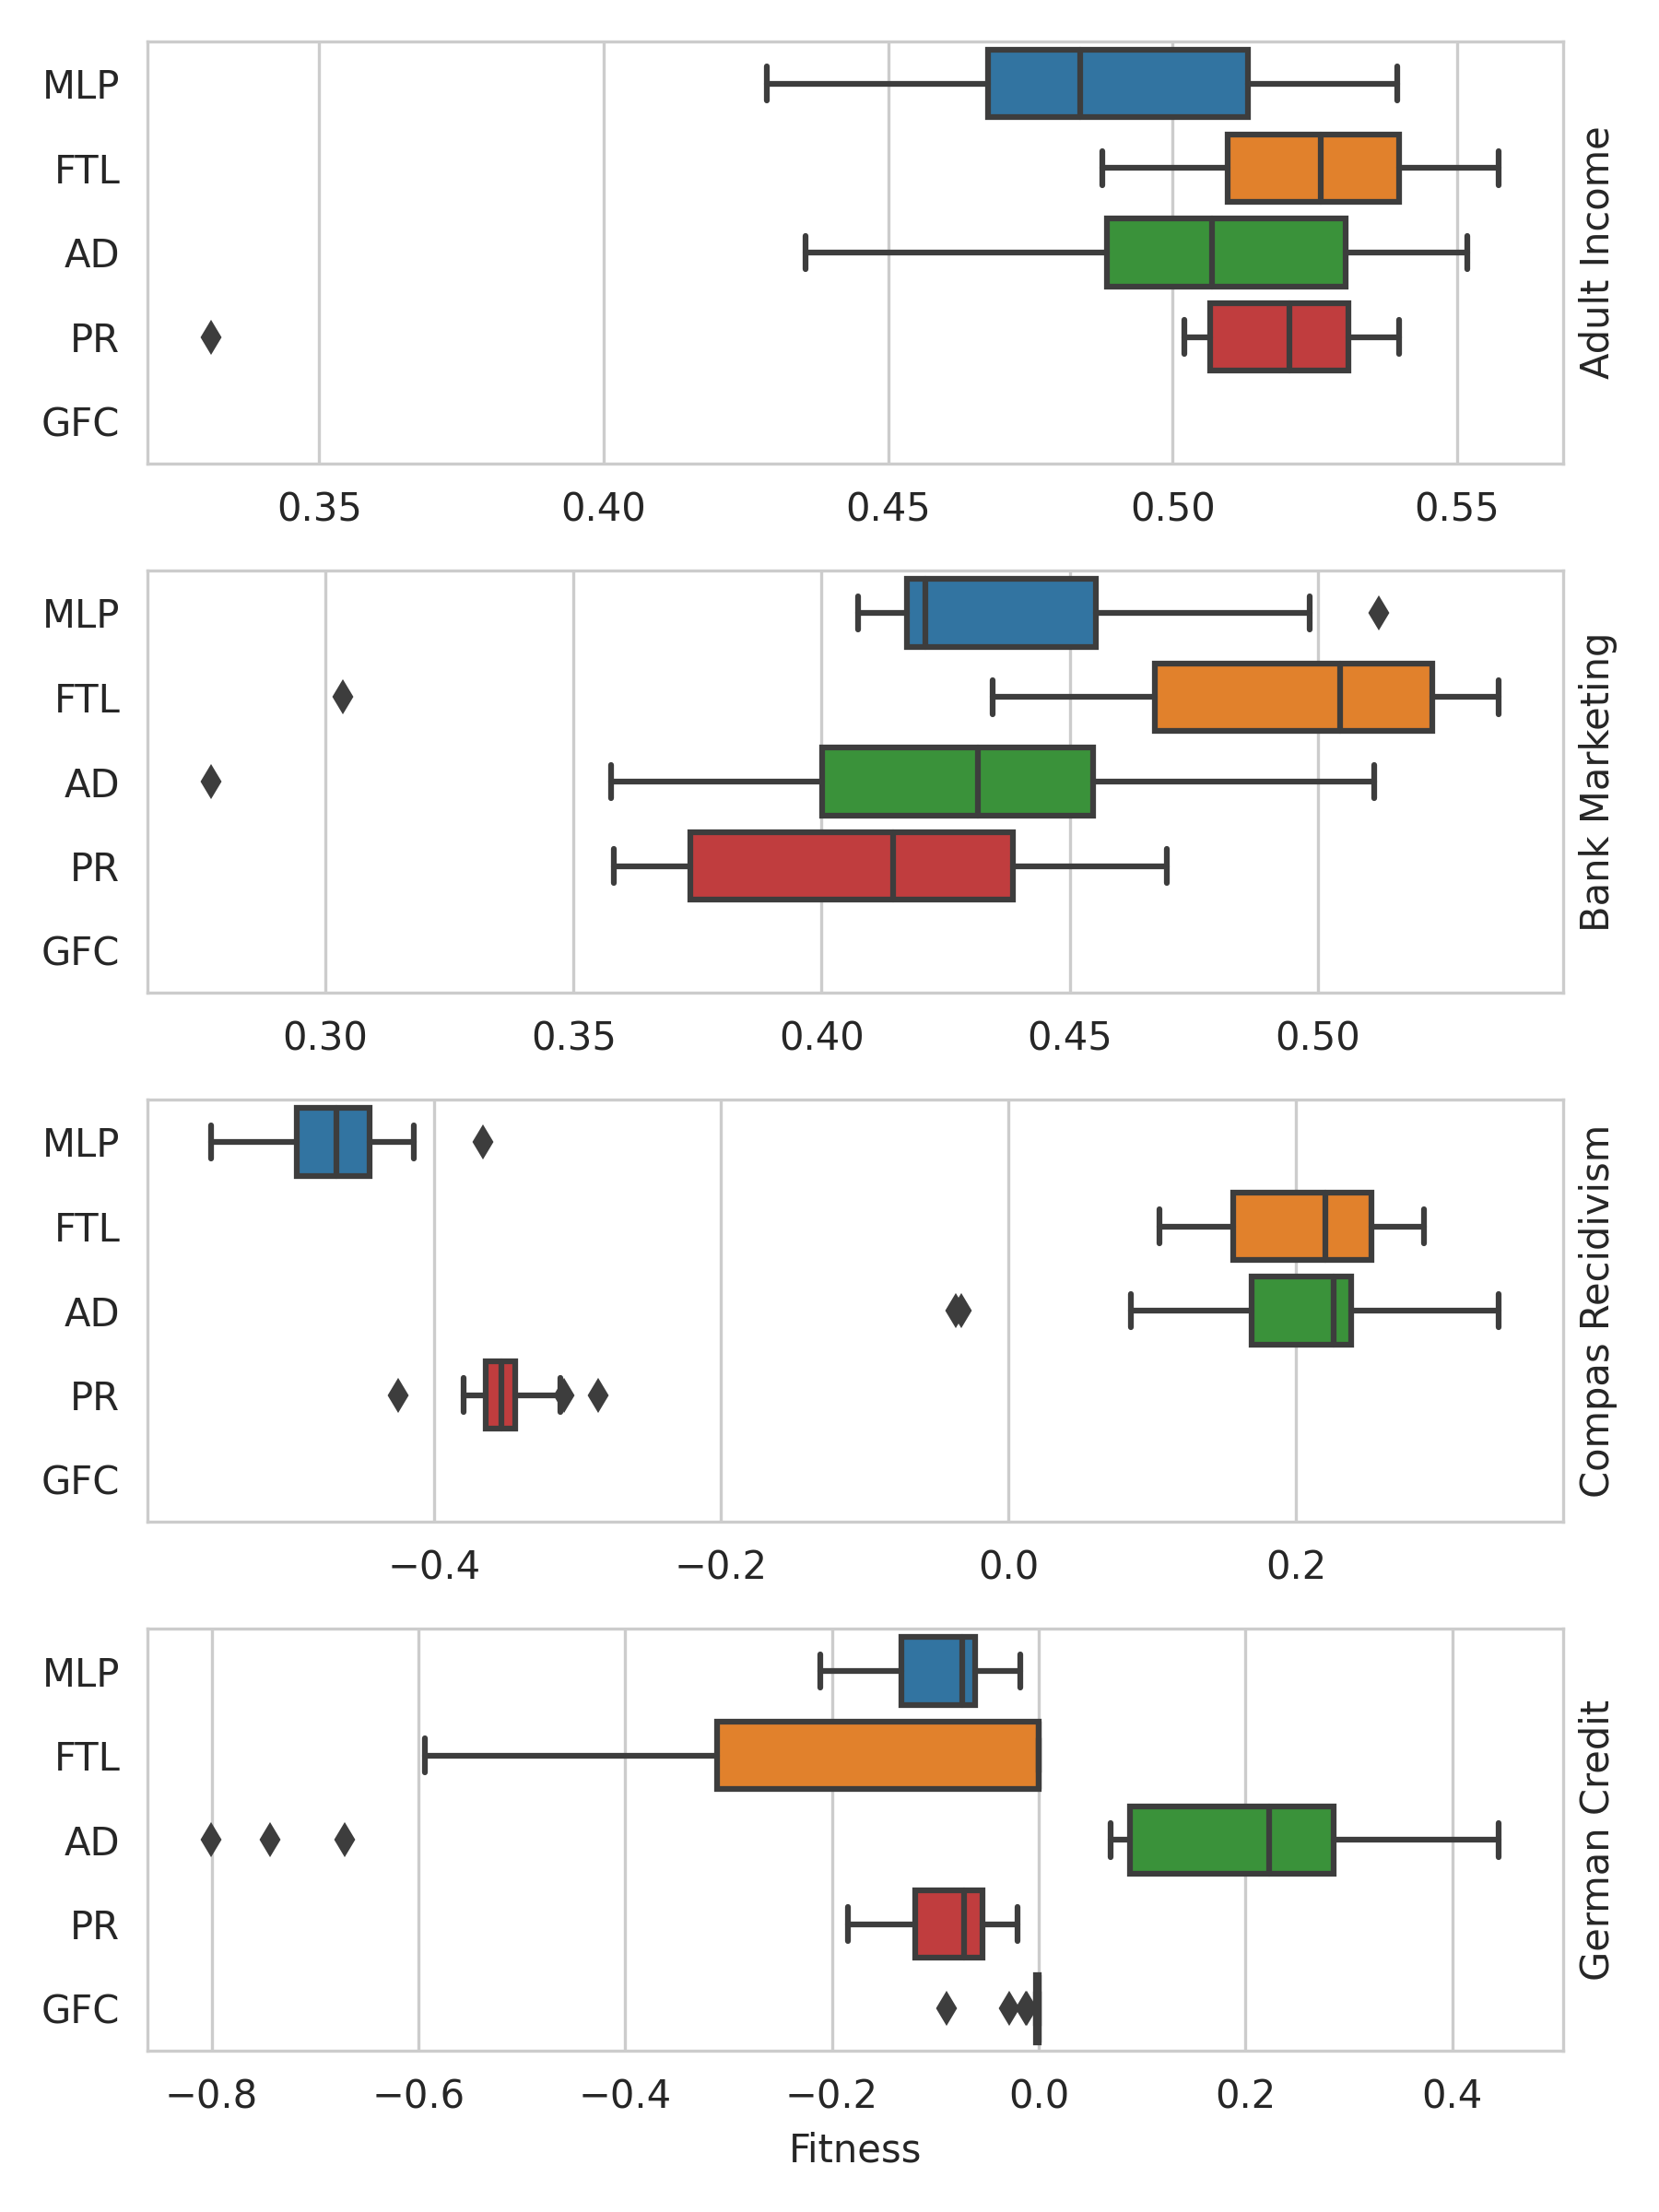 MLP
FTL
AD
PR
GFC
0.35 0.40 0.45 0.50 0.55
Adult Income
MLP
FTL
AD
PR
GFC
0.30 0.35 0.40 0.45 0.50
Bank Marketing
MLP
FTL
AD
PR
GFC
−0.4 −0.2 0.0 0.2
Compas Recidivism
MLP
FTL
AD
PR
GFC
−0.8 −0.6 −0.4 −0.2 0.0 0.2 0.4
German Credit
Fitness